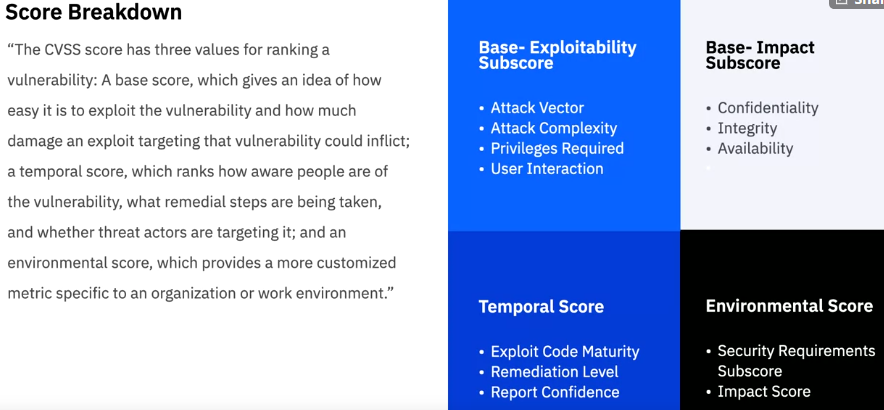 Score Breakdown
“The CVSS score has three values for ranking a
vulnerability: A base score, which gives an idea of how
easy it is to exploit the vulnerability and how much
damage an exploit targeting that vulnerability could inflict;
a temporal score, which ranks how aware people are of
the vulnerability, what remedial steps are being taken,
and whether threat actors are targeting it; and an
environmental score, which provides a more customized
metric specific to an organization or work environment.”
Base- Exploitability
Subscore
• Attack Vector
• Attack Complexity
• Privileges Required
• User Interaction
Base- Impact
Subscore
• Confidentiality
• Integrity
• Availability
Temporal Score
• Exploit Code Maturity
• Remediation Level
• Report Confidence
Environmental Score
• Security Requirements
Subscore
• Impact Score